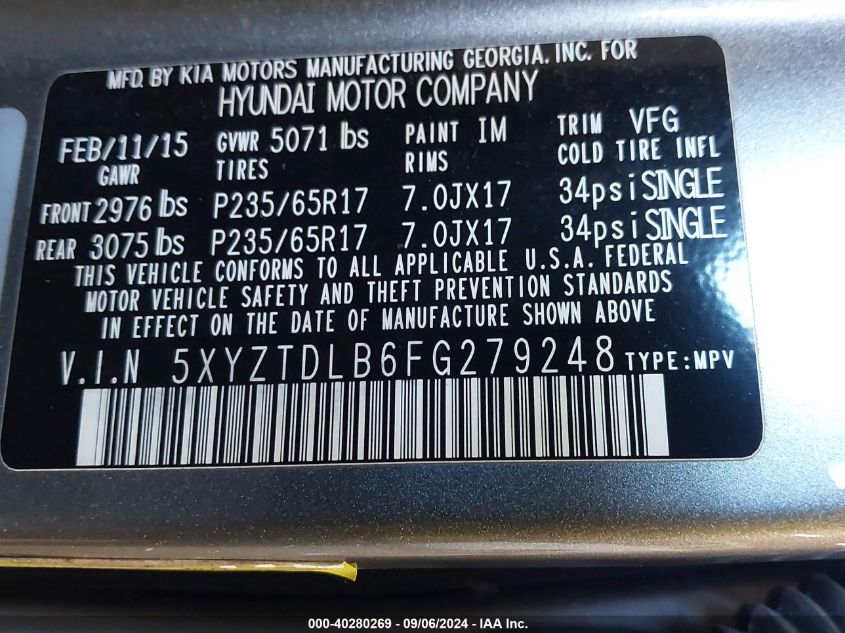 MFD. BY KIA MOTORS MANUFACTURING GEORGIA. INC. FOR
HYUNDAI MOTOR COMPANY
FEB/11/15 GVWR 5071 lbs PAINT IM TRIM VFG
GAWR TIRES RIMS COLD TIRE INFL
FRONT 2976 lbs P235/65R17 7.0JX17 34psi SINGLE
REAR 3075 lbs P235/65R17 7.0JX17 34psi SINGLE
THIS VEHICLE CONFORMS TO ALL APPLICABLE U.S.A. FEDERAL
MOTOR VEHICLE SAFETY AND THEFT PREVENTION STANDARDS
IN EFFECT ON THE DATE OF MANUFACTURE SHOWN ABOVE
V.I.N 5XYZTDLB6FG279248 TYPE:MPV
000-40280269 - 09/06/2024 - © IAA, Inc.